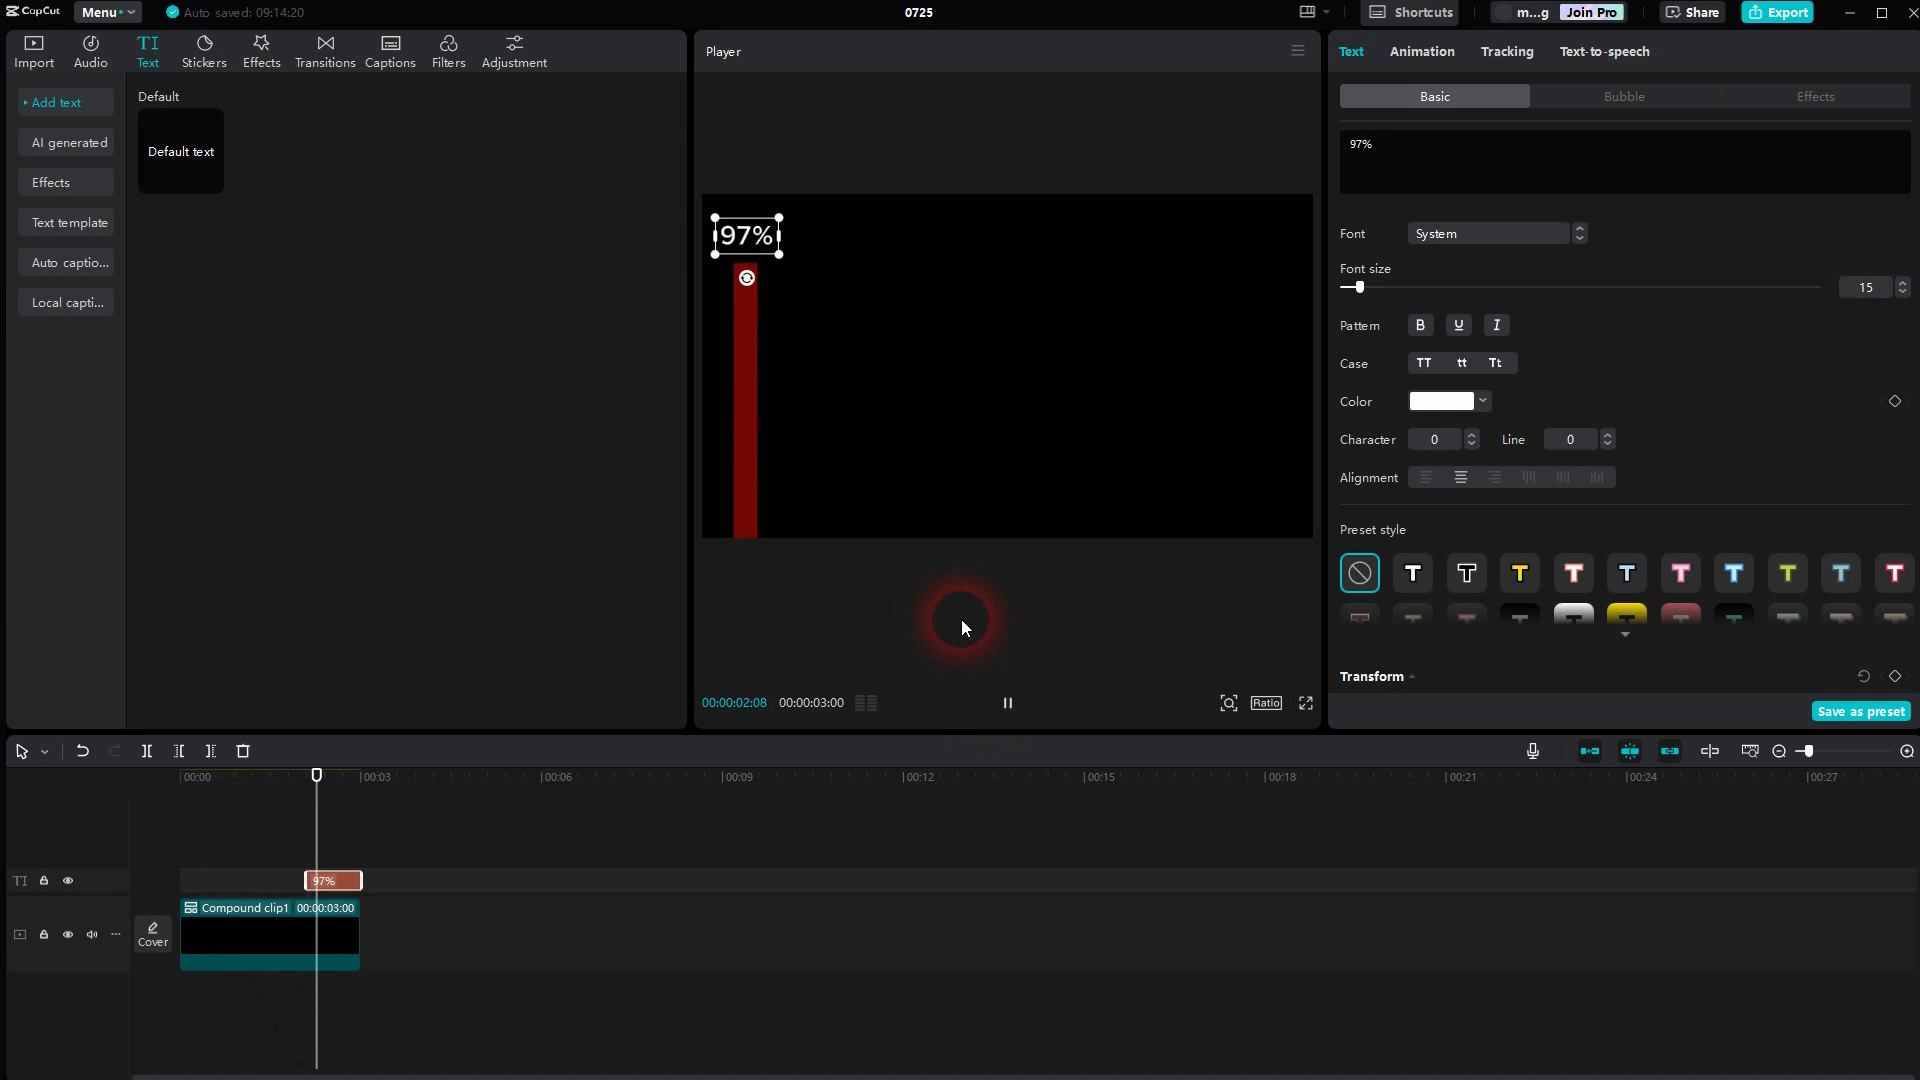 CapCut Menu Auto saved: 09:14:20 0725 Shortcuts m...g Join Pro Share Export
Import Audio TI Text Stickers Effects Transitions Captions Filters Adjustment
Add text
AI generated
Effects
Text template
Auto captio...
Local capti...
Default
Default text
Player
97%
00:00:02:08 00:00:03:00 Ratio
Text Animation Tracking Text-to-speech
Basic Bubble Effects
97%
Font System
Font size
15
Pattern B U I
Case TT tt Tt
Color
Character 0 Line 0
Alignment
Preset style
T T T T T T T T T T
Transform
Save as preset
00:00 00:03 00:06 00:09 00:12 00:15 00:18 00:21 00:24 00:27
TI 97%
Compound clip1 00:00:03:00
Cover